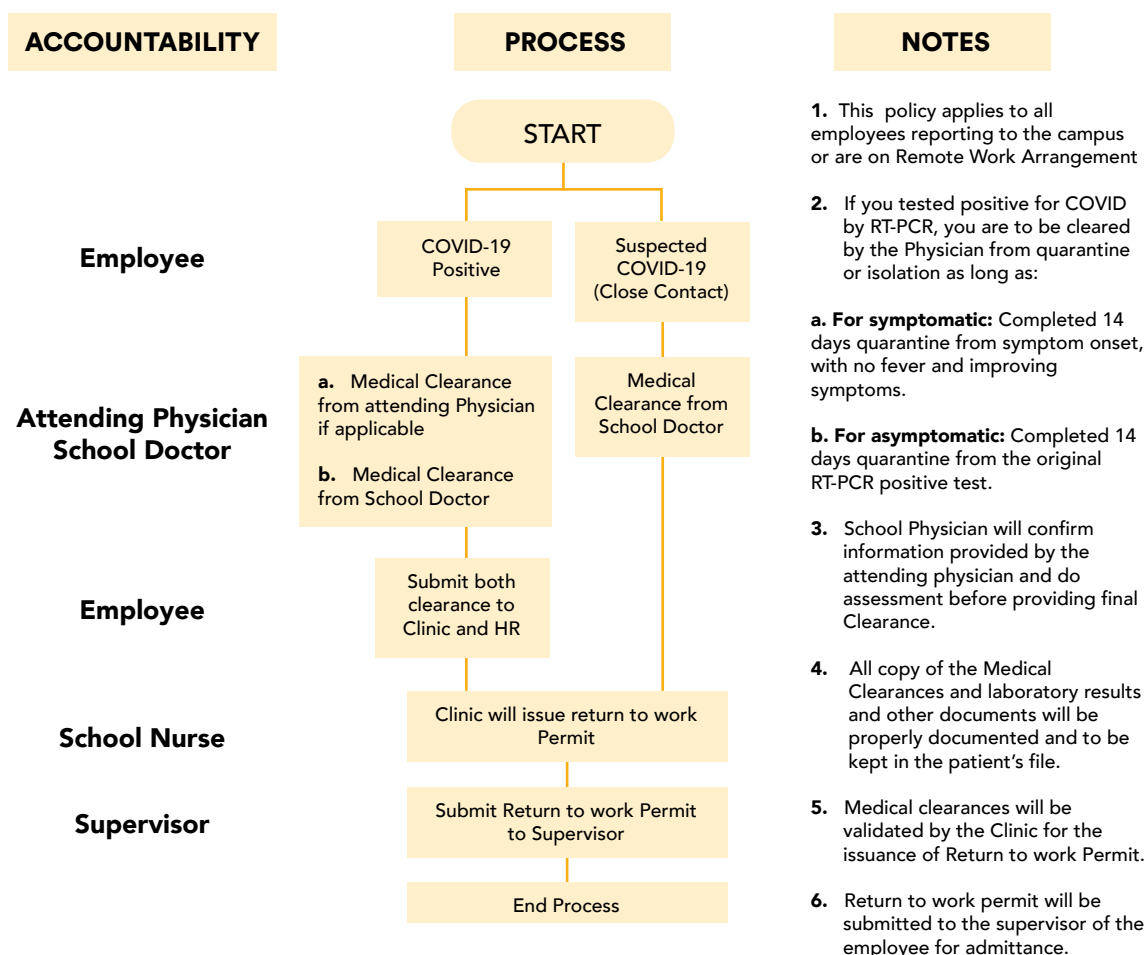 ACCOUNTABILITY
PROCESS
NOTES
START
Employee
COVID-19
Positive
Suspected
COVID-19
(Close Contact)
Attending Physician
School Doctor
a. Medical Clearance
from attending Physician
if applicable
b. Medical Clearance
from School Doctor
Medical
Clearance from
School Doctor
Employee
Submit both
clearance to
Clinic and HR
School Nurse
Clinic will issue return to work
Permit
Supervisor
Submit Return to work Permit
to Supervisor
End Process
1. This policy applies to all
employees reporting to the campus
or are on Remote Work Arrangement
2. If you tested positive for COVID
by RT-PCR, you are to be cleared
by the Physician from quarantine
or isolation as long as:
a. For symptomatic: Completed 14
days quarantine from symptom onset,
with no fever and improving
symptoms.
b. For asymptomatic: Completed 14
days quarantine from the original
RT-PCR positive test.
3. School Physician will confirm
information provided by the
attending physician and do
assessment before providing final
Clearance.
4. All copy of the Medical
Clearances and laboratory results
and other documents will be
properly documented and to be
kept in the patient's file.
5. Medical clearances will be
validated by the Clinic for the
issuance of Return to work Permit.
6. Return to work permit will be
submitted to the supervisor of the
employee for admittance.